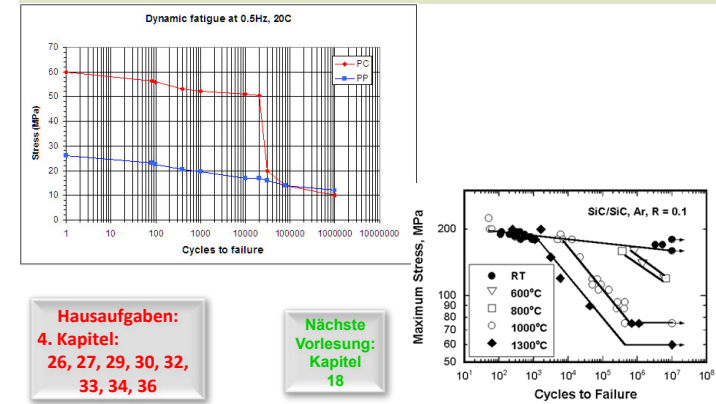 Dynamic fatigue at 0.5Hz, 20C
70
60
50
40
30
20
10
0
Stress (MPa)
PC
PP
1 10 100 1000 10000 100000 1000000 10000000
Cycles to failure
SiC/SiC, Ar, R = 0.1
Maximum Stress, MPa
200
100
90
80
70
60
50
RT
600°C
800°C
1000°C
1300°C
10¹ 10² 10³ 10⁴ 10⁵ 10⁶ 10⁷ 10⁸
Cycles to Failure
Hausaufgaben:
4. Kapitel:
26, 27, 29, 30, 32,
33, 34, 36
Nächste
Vorlesung:
Kapitel
18